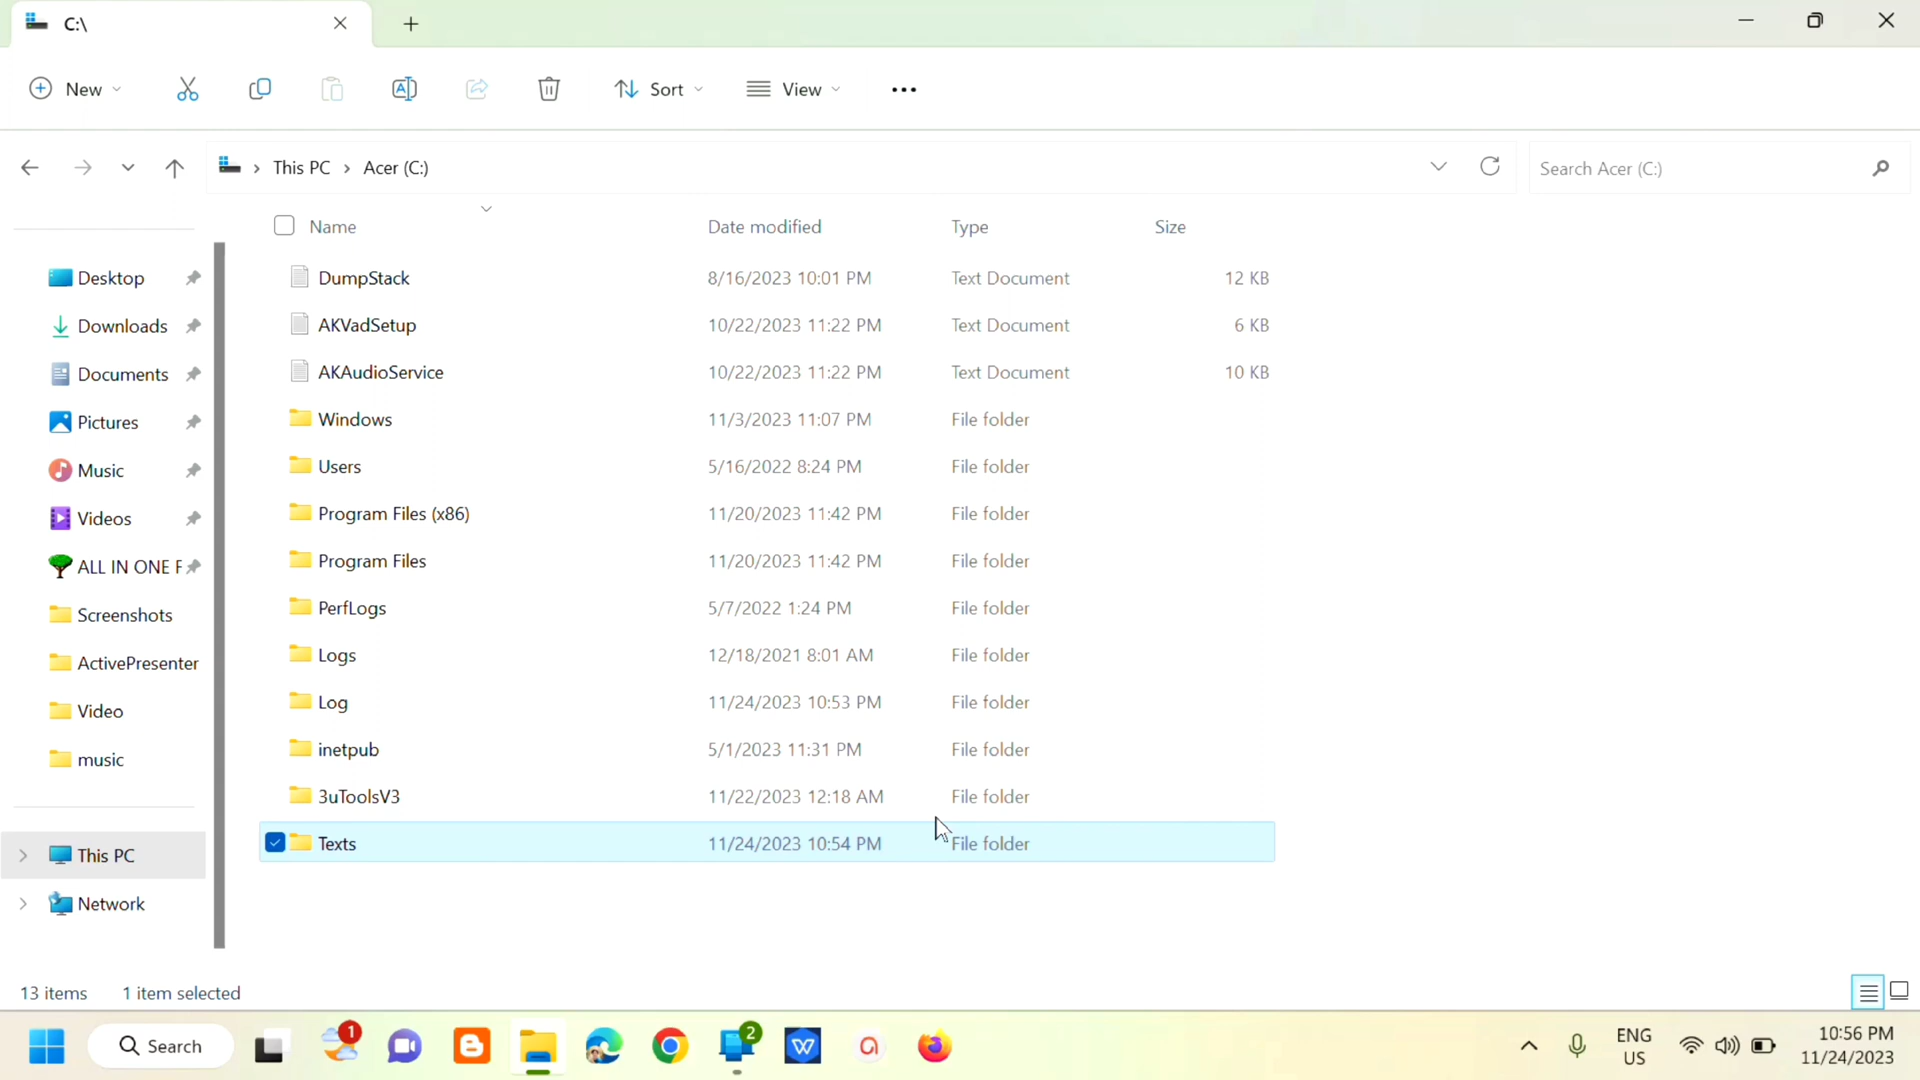 C:\
New
Sort
View
This PC
Acer (C:)
Search Acer (C:)
Name Date modified Type Size
Desktop
Downloads
Documents
Pictures
Music
Videos
ALL IN ONE F
Screenshots
ActivePresenter
Video
music
This PC
Network
DumpStack 8/16/2023 10:01 PM Text Document 12 KB
AKVadSetup 10/22/2023 11:22 PM Text Document 6 KB
AKAudioService 10/22/2023 11:22 PM Text Document 10 KB
Windows 11/3/2023 11:07 PM File folder
Users 5/16/2022 8:24 PM File folder
Program Files (x86) 11/20/2023 11:42 PM File folder
Program Files 11/20/2023 11:42 PM File folder
PerfLogs 5/7/2022 1:24 PM File folder
Logs 12/18/2021 8:01 AM File folder
Log 11/24/2023 10:53 PM File folder
inetpub 5/1/2023 11:31 PM File folder
3uToolsV3 11/22/2023 12:18 AM File folder
Texts 11/24/2023 10:54 PM File folder
13 items 1 item selected
Search
1
2
ENG
US
10:56 PM
11/24/2023